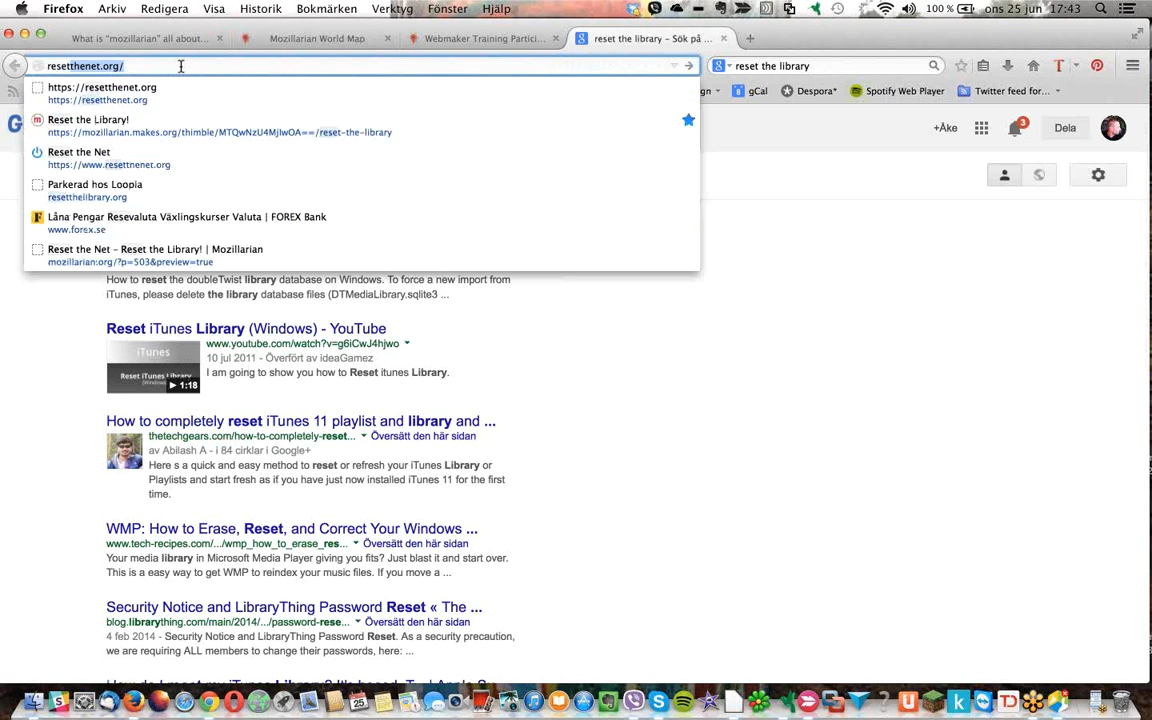 Firefox Arkiv Redigera Visa Historik Bokmärken Verktyg Fönster Hjälp 100 % ons 25 jun 17:43
What is “mozillarian” all about... Mozillarian World Map Webmaker Training Partici... reset the library – Sök på ...
resetthenet.org/ reset the library
https://resetthenet.org
https://resetthenet.org
Reset the Library!
https://mozillarian.makes.org/thimble/MTQwNzU4MjIwOA==/reset-the-library
Reset the Net
https://www.resetthenet.org
Parkerad hos Loopia
resetthelibrary.org
Låna Pengar Resevaluta Växlingskurser Valuta | FOREX Bank
www.forex.se
Reset the Net – Reset the Library! | Mozillarian
mozillarian.org/?p=503&preview=true
gCal Despora* Spotify Web Player Twitter feed for...
+Åke 3 Dela
How to reset the doubleTwist library database on Windows. To force a new import from
iTunes, please delete the library database files (DTMediaLibrary.sqlite3 ...
Reset iTunes Library (Windows) - YouTube
www.youtube.com/watch?v=g6iCwJ4hjwo
10 jul 2011 - Överfört av ideaGamez
I am going to show you how to Reset itunes Library.
iTunes
Reset iTunes Library
(Windows)
1:18
How to completely reset iTunes 11 playlist and library and ...
thetechgears.com/how-to-completely-reset... Översätt den här sidan
av Abilash A - i 84 cirklar i Google+
Here s a quick and easy method to reset or refresh your iTunes Library or
Playlists and start fresh as if you have just now installed iTunes 11 for the first
time.
WMP: How to Erase, Reset, and Correct Your Windows ...
www.tech-recipes.com/.../wmp_how_to_erase_res... Översätt den här sidan
Your media library in Microsoft Media Player giving you fits? Just blast it and start over.
This is a easy way to get WMP to reindex your music files. If you move a ...
Security Notice and LibraryThing Password Reset « The ...
blog.librarything.com/main/2014/.../password-rese... Översätt den här sidan
4 feb 2014 - Security Notice and LibraryThing Password Reset. As a security precaution,
we are requiring ALL members to change their passwords, here: ...